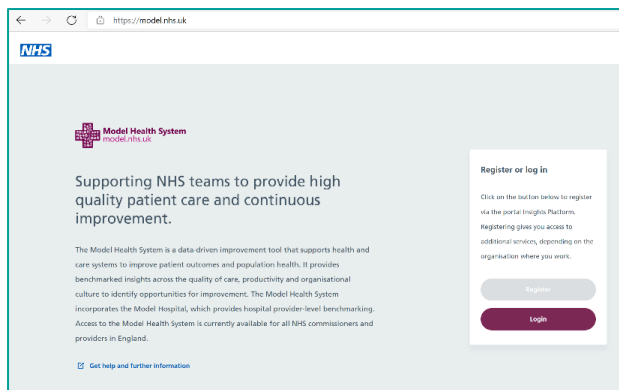 https://model.nhs.uk
NHS
Model Health System
model.nhs.uk
Supporting NHS teams to provide high
quality patient care and continuous
improvement.
The Model Health System is a data-driven improvement tool that supports health and
care systems to improve patient outcomes and population health. It provides
benchmarked insights across the quality of care, productivity and organisational
culture to identify opportunities for improvement. The Model Health System
incorporates the Model Hospital, which provides hospital provider-level benchmarking.
Access to the Model Health System is currently available for all NHS commissioners and
providers in England.
Get help and further information
Register or log in
Click on the button below to register
via the portal Insights Platform.
Registering gives you access to
additional services, depending on the
organisation where you work.
Register
Login